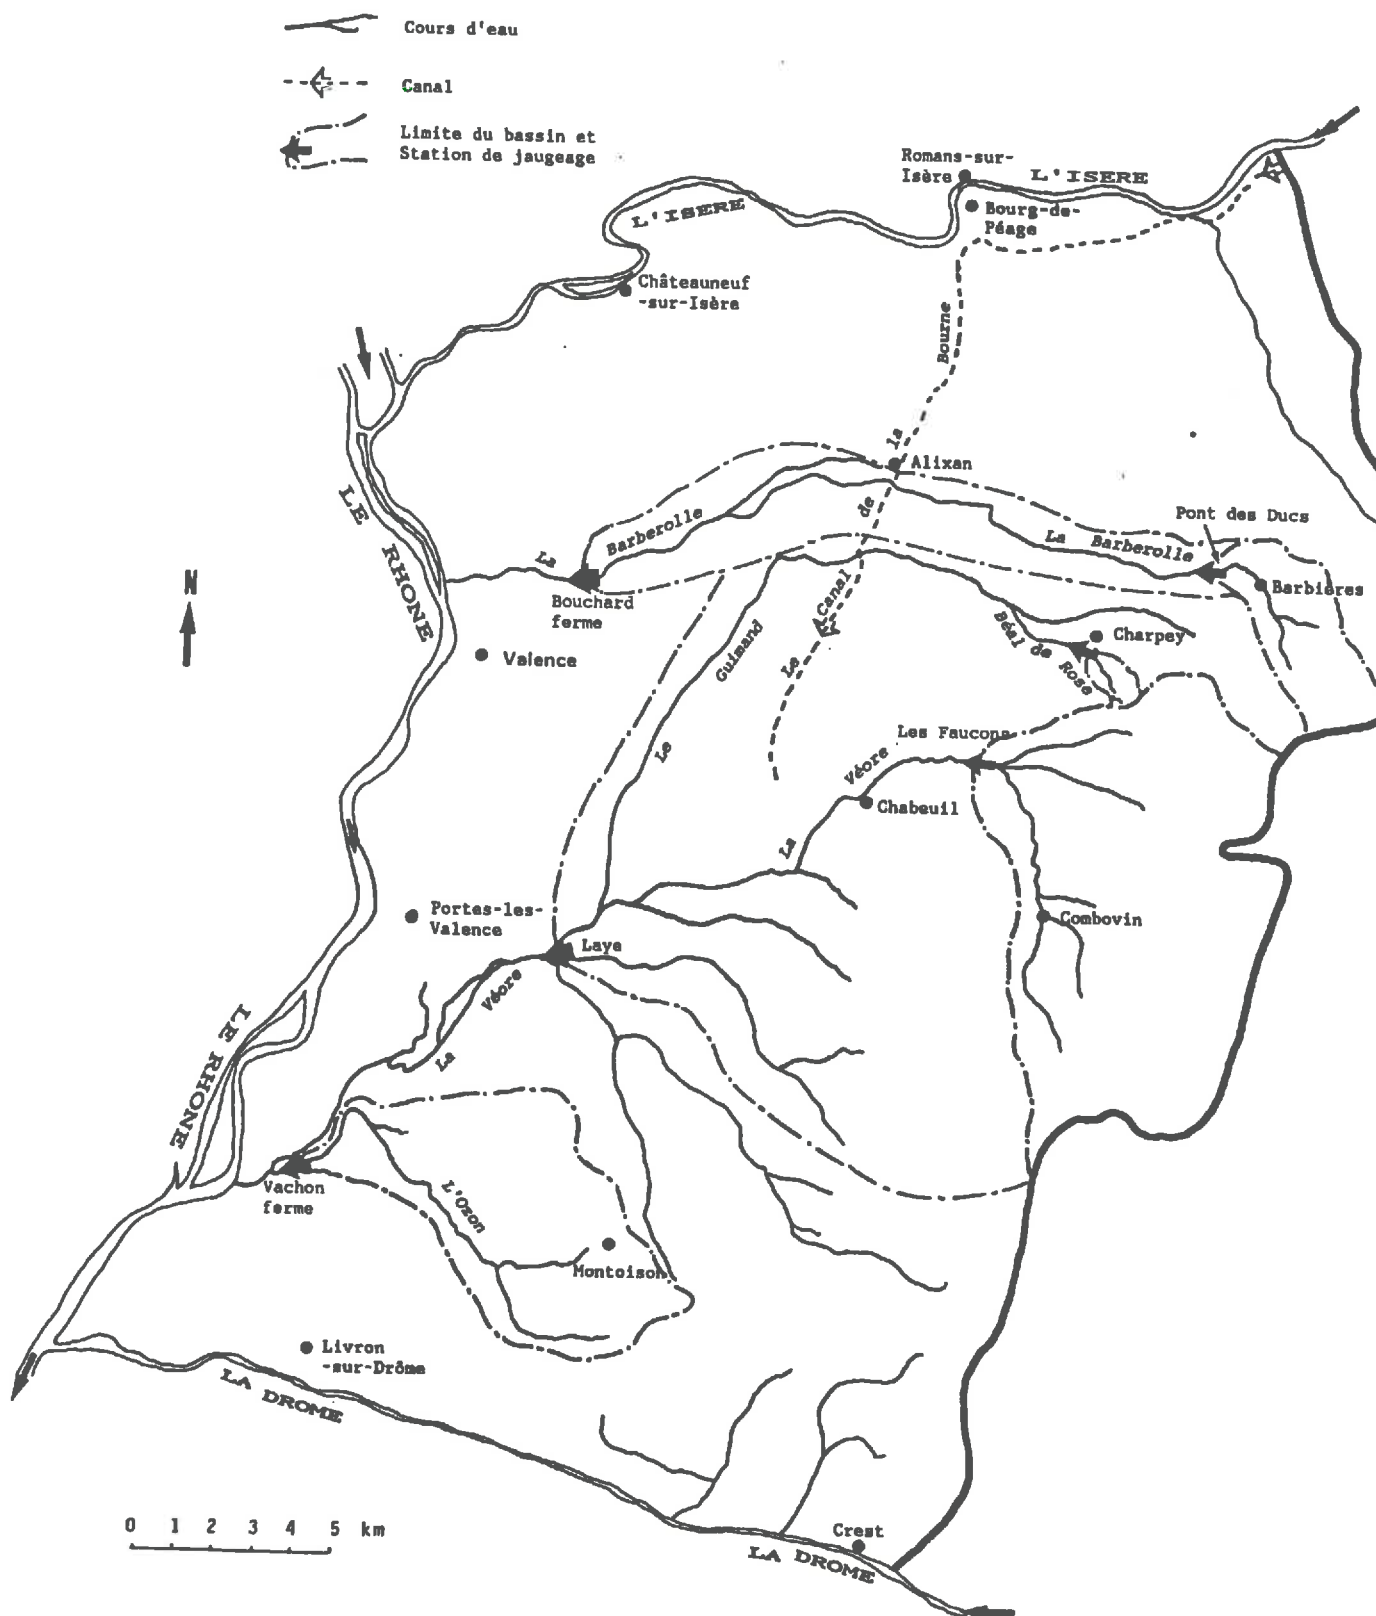 Cours d'eau
Canal
Limite du bassin et
Station de jaugeage
Romans-sur-
Isère
L'ISERE
Bourg-de-
Péage
L'ISERE
Châteauneuf
-sur-Isère
Bourne
la
Alixan
de
LE
RHONE
Pont des Ducs
Barberolle
La
La Barberolle
Barbières
N
Bouchard
ferme
Canal
Le
Guimand
Le
Béal de Rose
Charpey
Valence
Les Faucons
Véore
La
Chabeuil
Combovin
Portes-les-
Valence
Laye
Véore
La
LE RHONE
Vachon
ferme
L'Ozon
Montoison
Livron
-sur-Drôme
LA DROME
0 1 2 3 4 5 km
Crest
LA DROME